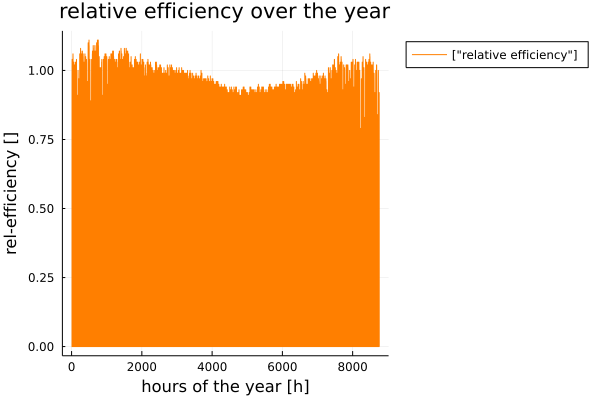 relative efficiency over the year
rel-efficiency []
1.00
0.75
0.50
0.25
0.00
0 2000 4000 6000 8000
hours of the year [h]
["relative efficiency"]